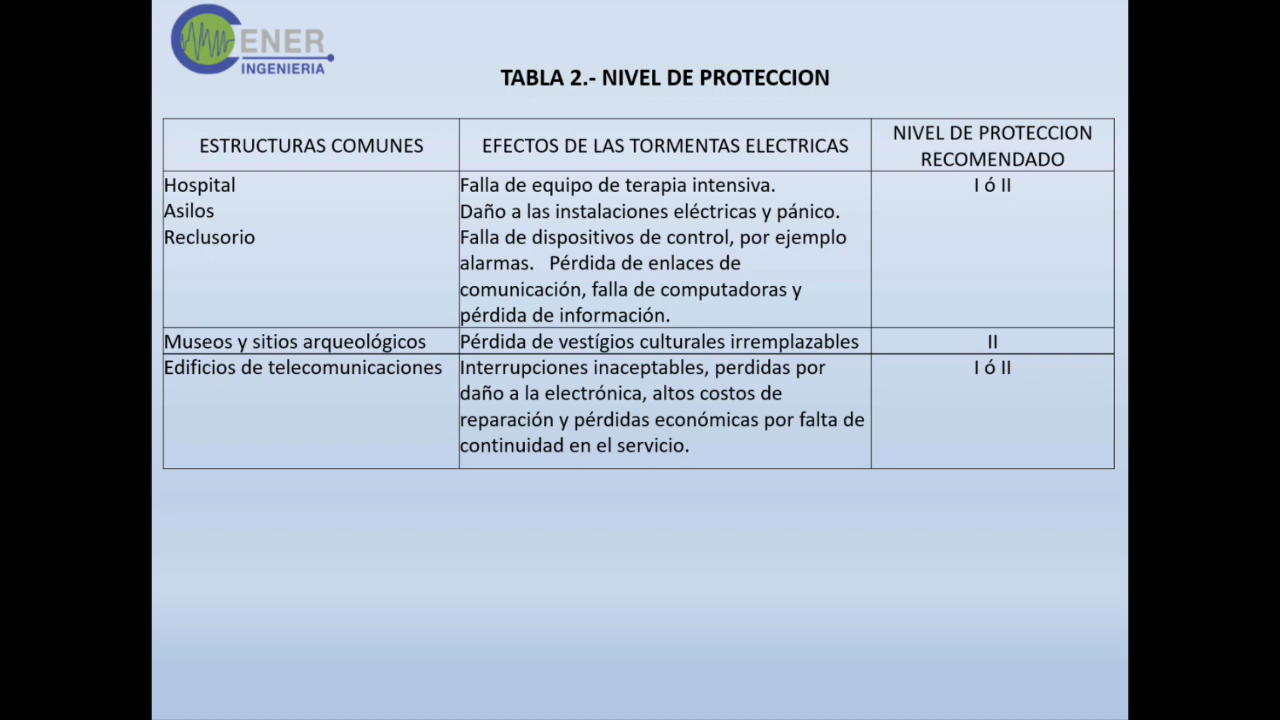 ENER
INGENIERIA
TABLA 2.- NIVEL DE PROTECCION
ESTRUCTURAS COMUNES
EFECTOS DE LAS TORMENTAS ELECTRICAS
NIVEL DE PROTECCION
RECOMENDADO
Hospital
Asilos
Reclusorio
Falla de equipo de terapia intensiva.
Daño a las instalaciones eléctricas y pánico.
Falla de dispositivos de control, por ejemplo
alarmas.   Pérdida de enlaces de
comunicación, falla de computadoras y
pérdida de información.
I ó II
Museos y sitios arqueológicos
Pérdida de vestígios culturales irremplazables
II
Edificios de telecomunicaciones
Interrupciones inaceptables, perdidas por
daño a la electrónica, altos costos de
reparación y pérdidas económicas por falta de
continuidad en el servicio.
I ó II